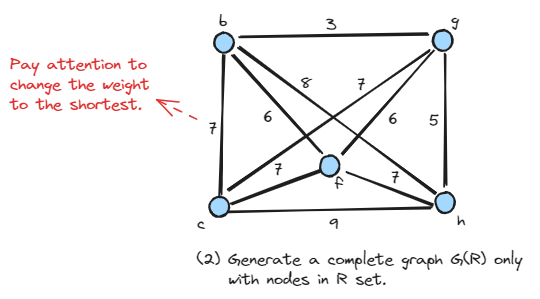 b
3
g
Pay attention to
change the weight
to the shortest.
8
7
6
6
5
7
7
f
7
c
9
h
(2) Generate a complete graph G(R) only
with nodes in R set.